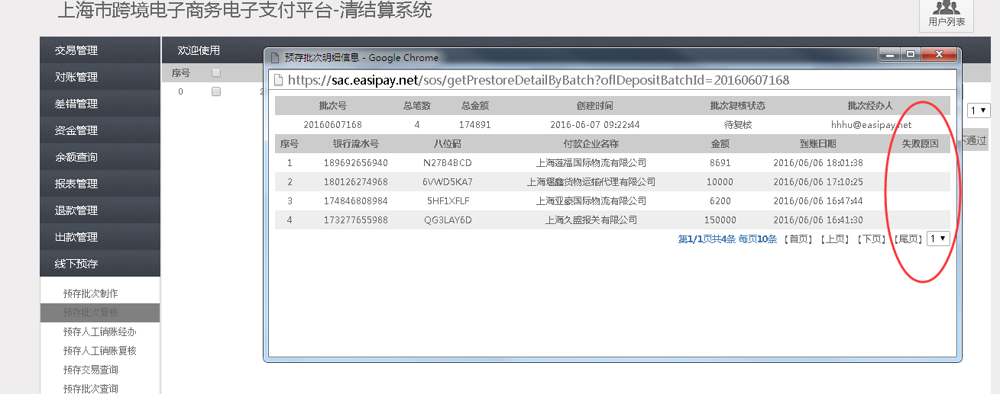 上海市跨境电子商务电子支付平台-清结算系统
用户列表
交易管理
对账管理
差错管理
资金管理
余额查询
报表管理
退款管理
出款管理
线下预存
预存批次制作
预存批次复核
预存人工销账经办
预存人工销账复核
预存交易查询
预存批次查询
欢迎使用
序号
0
2
1
不通过
预存批次明细信息 - Google Chrome
https://sac.easipay.net/sos/getPrestoreDetailByBatch?oflDepositBatchId=20160607168
批次号 总笔数 总金额 创建时间 批次复核状态 批次经办人
20160607168 4 174891 2016-06-07 09:22:44 待复核 hhhu@easipay.net
序号 银行流水号 八位码 付款企业名称 金额 到账日期 失败原因
1 189692656940 N27B4BCD 上海莲福国际物流有限公司 8691 2016/06/06 18:01:38
2 180126274968 6VWD5KA7 上海堰鑫货物运输代理有限公司 10000 2016/06/06 17:10:25
3 174846808984 5HF1XFLF 上海亚豪国际物流有限公司 6200 2016/06/06 16:47:44
4 173277655988 QG3LAY6D 上海久盛报关有限公司 150000 2016/06/06 16:41:30
第1/1页共4条 每页10条 【首页】【上页】【下页】【尾页】 1